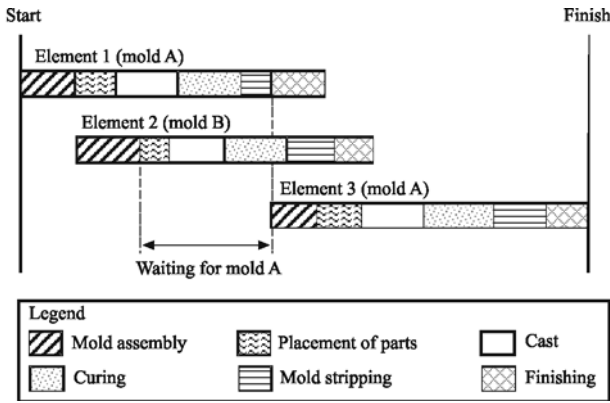 Start
Finish
Element 1 (mold A)
Element 2 (mold B)
Element 3 (mold A)
Waiting for mold A
Legend
Mold assembly
Placement of parts
Cast
Curing
Mold stripping
Finishing